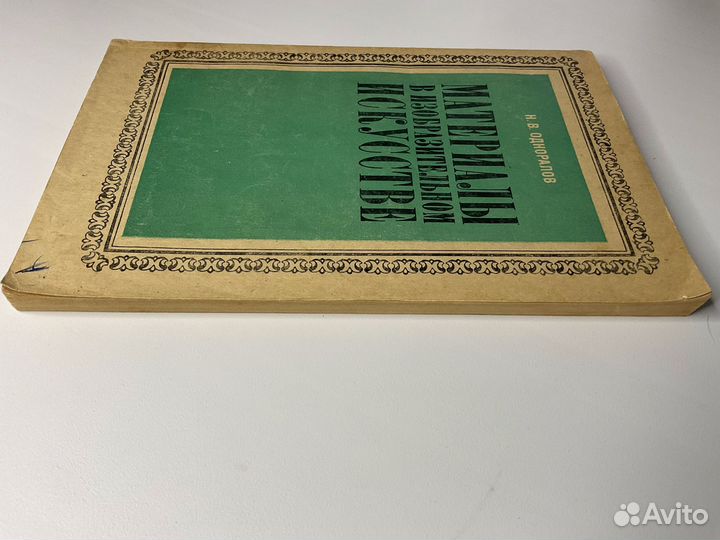 Н. В. ОДНОРАЛОВ
МАТЕРИАЛЫ
В ИЗОБРАЗИТЕЛЬНОМ
ИСКУССТВЕ
Avito